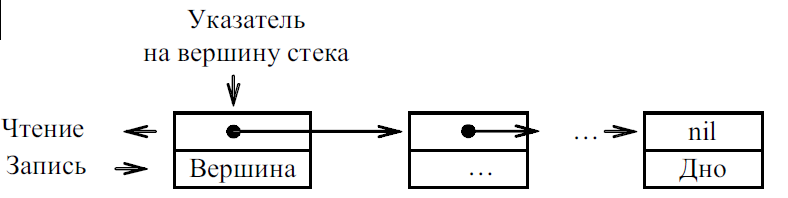 Указатель
на вершину стека
Чтение ... nil
Запись Вершина ... Дно